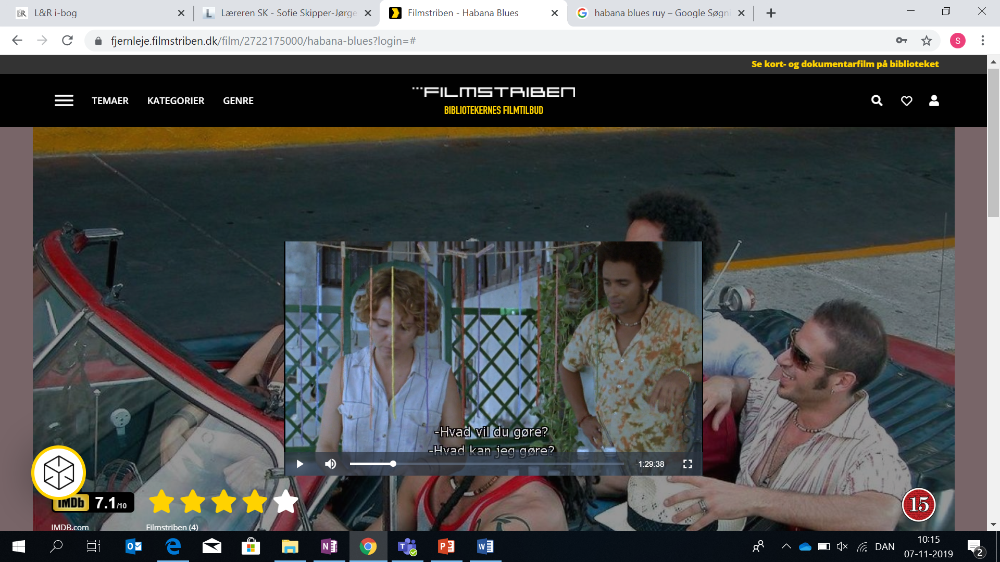 L&R i-bog
Læreren SK - Sofie Skipper-Jørge
Filmstriben - Habana Blues
habana blues ruy – Google Søgni
fjernleje.filmstriben.dk/film/2722175000/habana-blues?login=#
S
Se kort- og dokumentarfilm på biblioteket
TEMAER
KATEGORIER
GENRE
FILMSTRIBEN
BIBLIOTEKERNES FILMTILBUD
-Hvad vil du gøre?
-Hvad kan jeg gøre?
-1:29:38
IMDb 7.1/10
IMDB.com
Filmstriben (4)
15
DAN
10:15
07-11-2019
2